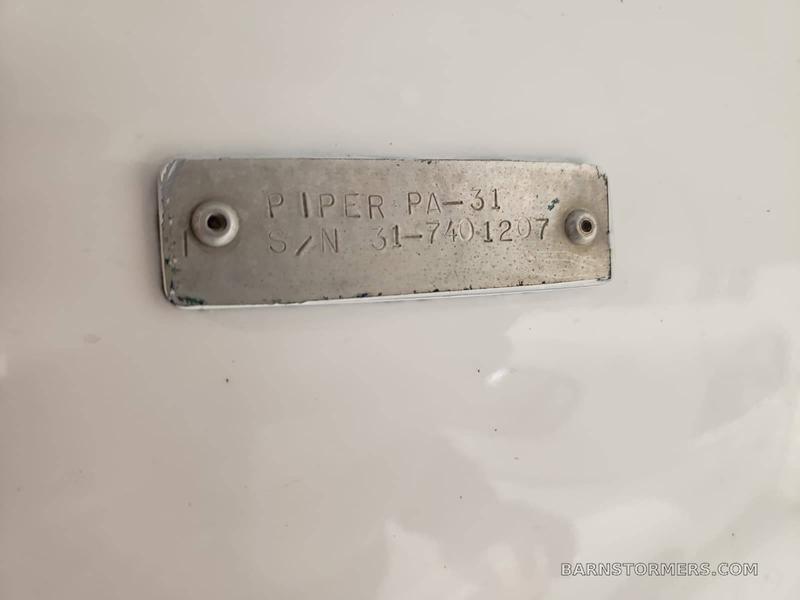 PIPER PA-31
S/N 31-7401207
BARNSTORMERS.COM